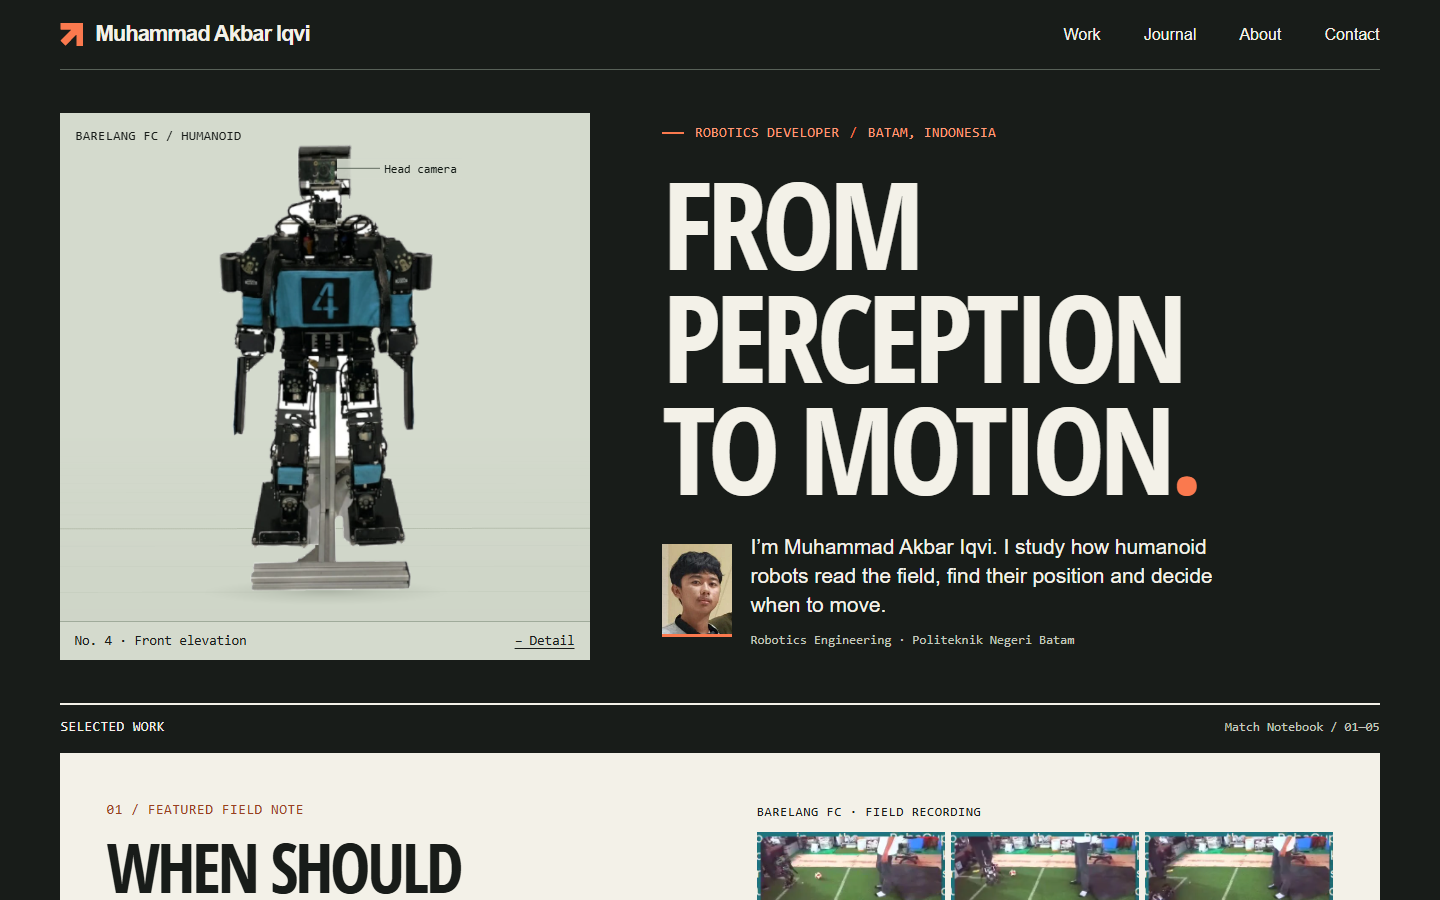 Muhammad Akbar Iqvi
Work
Journal
About
Contact
BARELANG FC / HUMANOID
Head camera
4
No. 4 · Front elevation
– Detail
ROBOTICS DEVELOPER / BATAM, INDONESIA
FROM
PERCEPTION
TO MOTION.
I’m Muhammad Akbar Iqvi. I study how humanoid
robots read the field, find their position and decide
when to move.
Robotics Engineering · Politeknik Negeri Batam
SELECTED WORK
Match Notebook / 01—05
01 / FEATURED FIELD NOTE
WHEN SHOULD
BARELANG FC · FIELD RECORDING